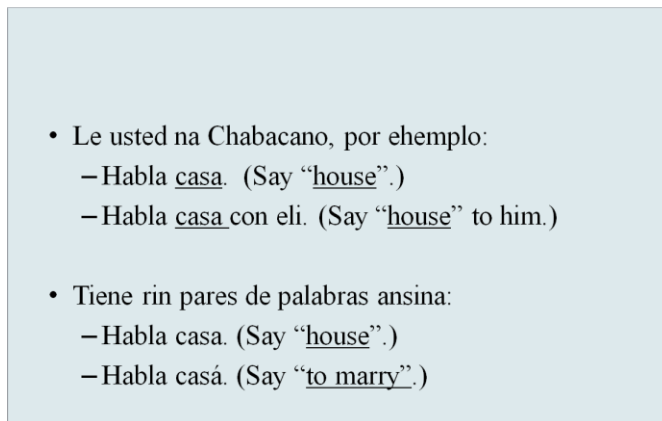 • Le usted na Chabacano, por ehemplo:
–Habla casa. (Say “house”.)
–Habla casa con eli. (Say “house” to him.)
• Tiene rin pares de palabras ansina:
–Habla casa. (Say “house”.)
–Habla casá. (Say “to marry”.)